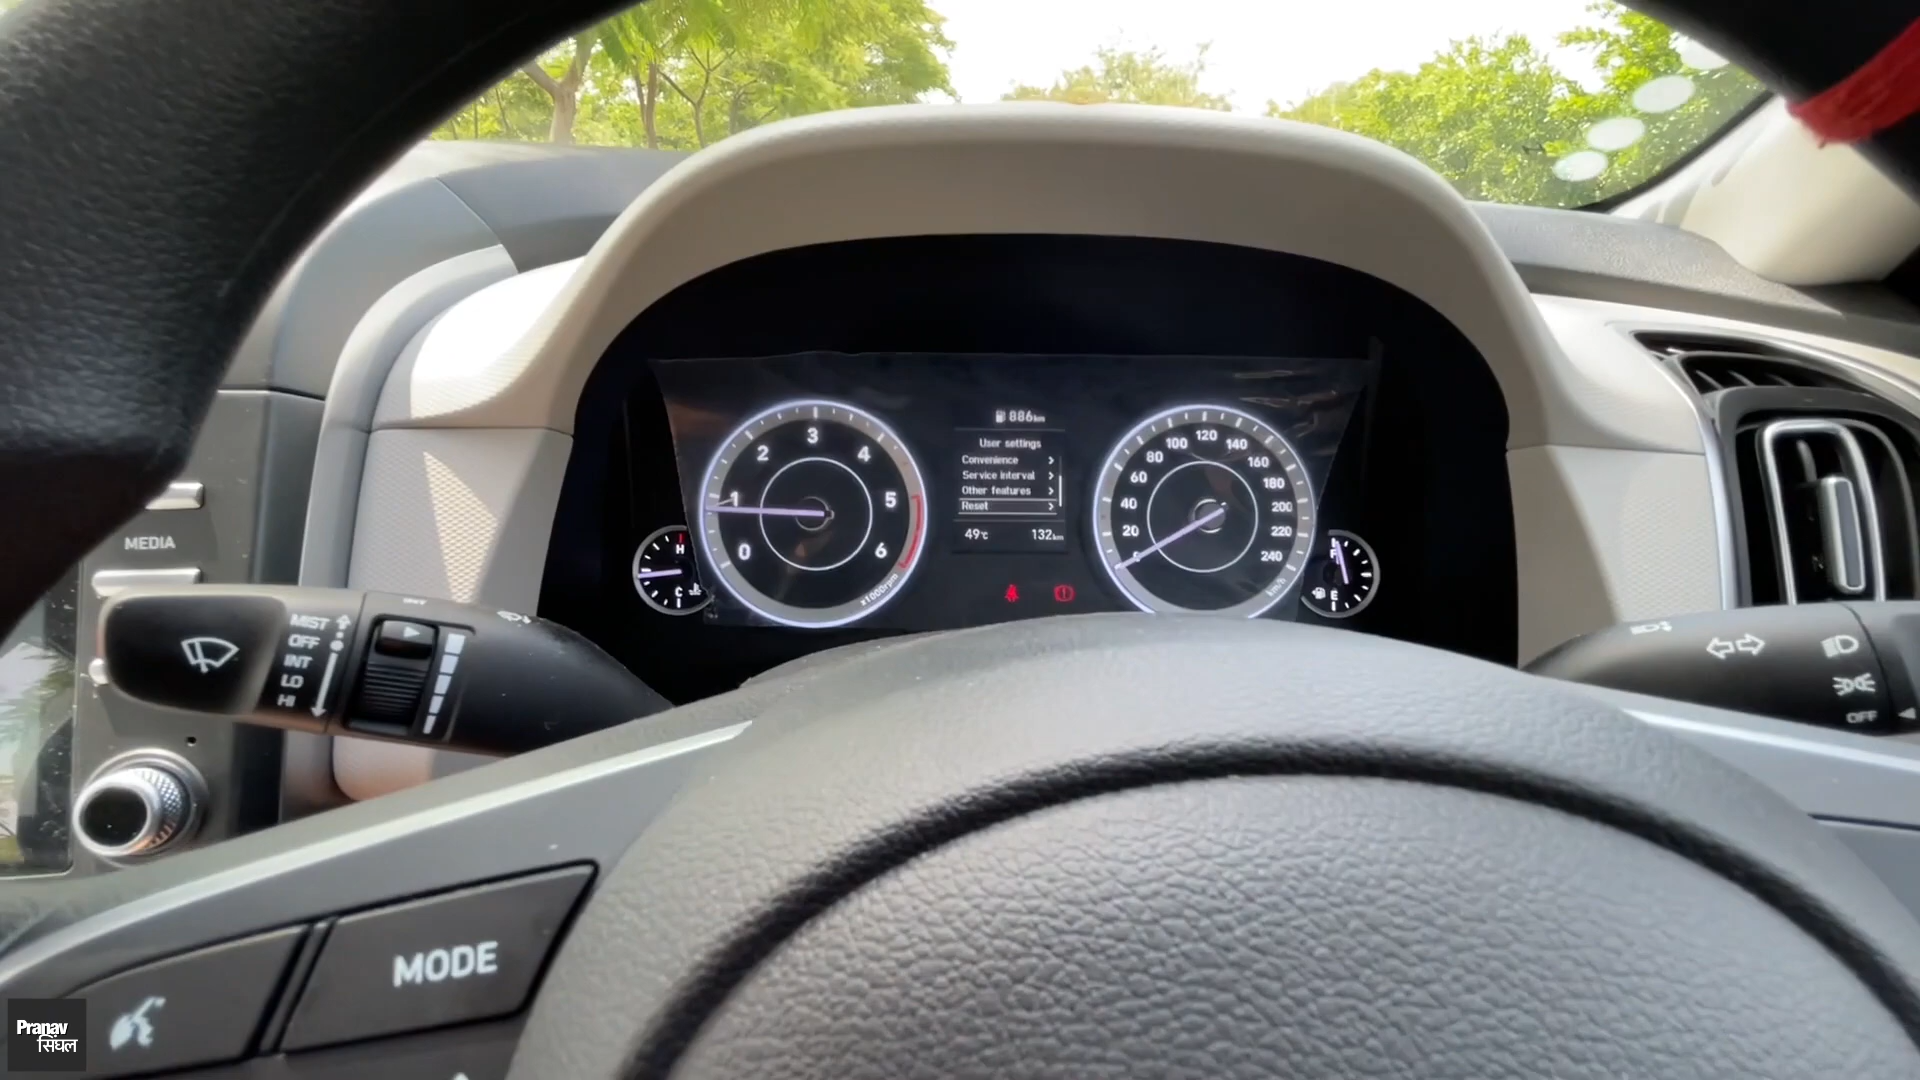 886km
User settings
Convenience
Service interval
Other features
Reset
49°C
132km
0
1
2
3
4
5
6
x1000rpm
H
C
0
20
40
60
80
100
120
140
160
180
200
220
240
km/h
F
E
MEDIA
MIST
OFF
INT
LO
HI
OFF
MODE
Pranav
सिंघल